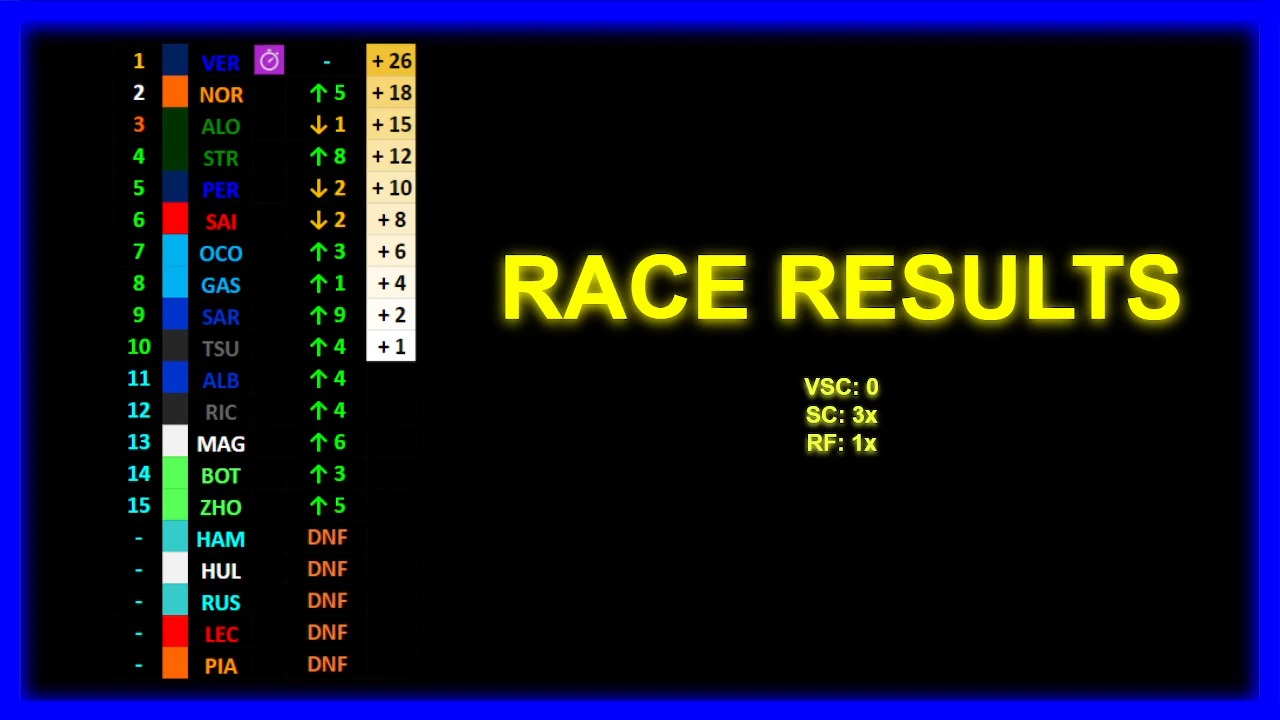 1 VER - + 26
2 NOR ↑ 5 + 18
3 ALO ↓ 1 + 15
4 STR ↑ 8 + 12
5 PER ↓ 2 + 10
6 SAI ↓ 2 + 8
7 OCO ↑ 3 + 6
8 GAS ↑ 1 + 4
9 SAR ↑ 9 + 2
10 TSU ↑ 4 + 1
11 ALB ↑ 4
12 RIC ↑ 4
13 MAG ↑ 6
14 BOT ↑ 3
15 ZHO ↑ 5
- HAM DNF
- HUL DNF
- RUS DNF
- LEC DNF
- PIA DNF
RACE RESULTS
VSC: 0
SC: 3x
RF: 1x